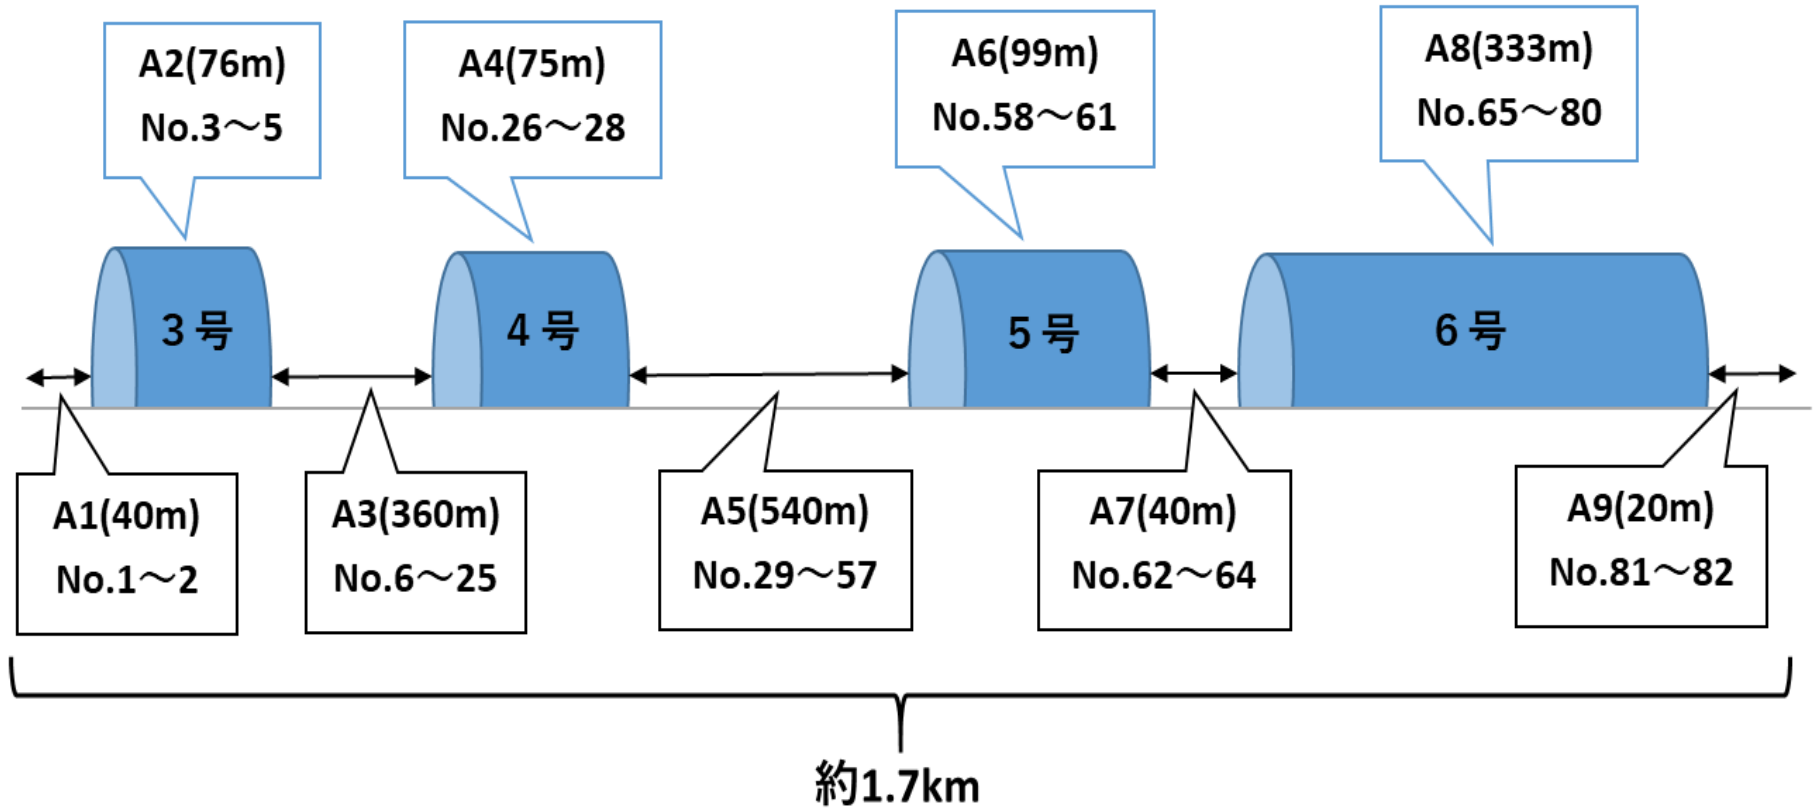 A2(76m)
No.3～5
A4(75m)
No.26～28
A6(99m)
No.58～61
A8(333m)
No.65～80
3号
4号
5号
6号
A1(40m)
No.1～2
A3(360m)
No.6～25
A5(540m)
No.29～57
A7(40m)
No.62～64
A9(20m)
No.81～82
約1.7km